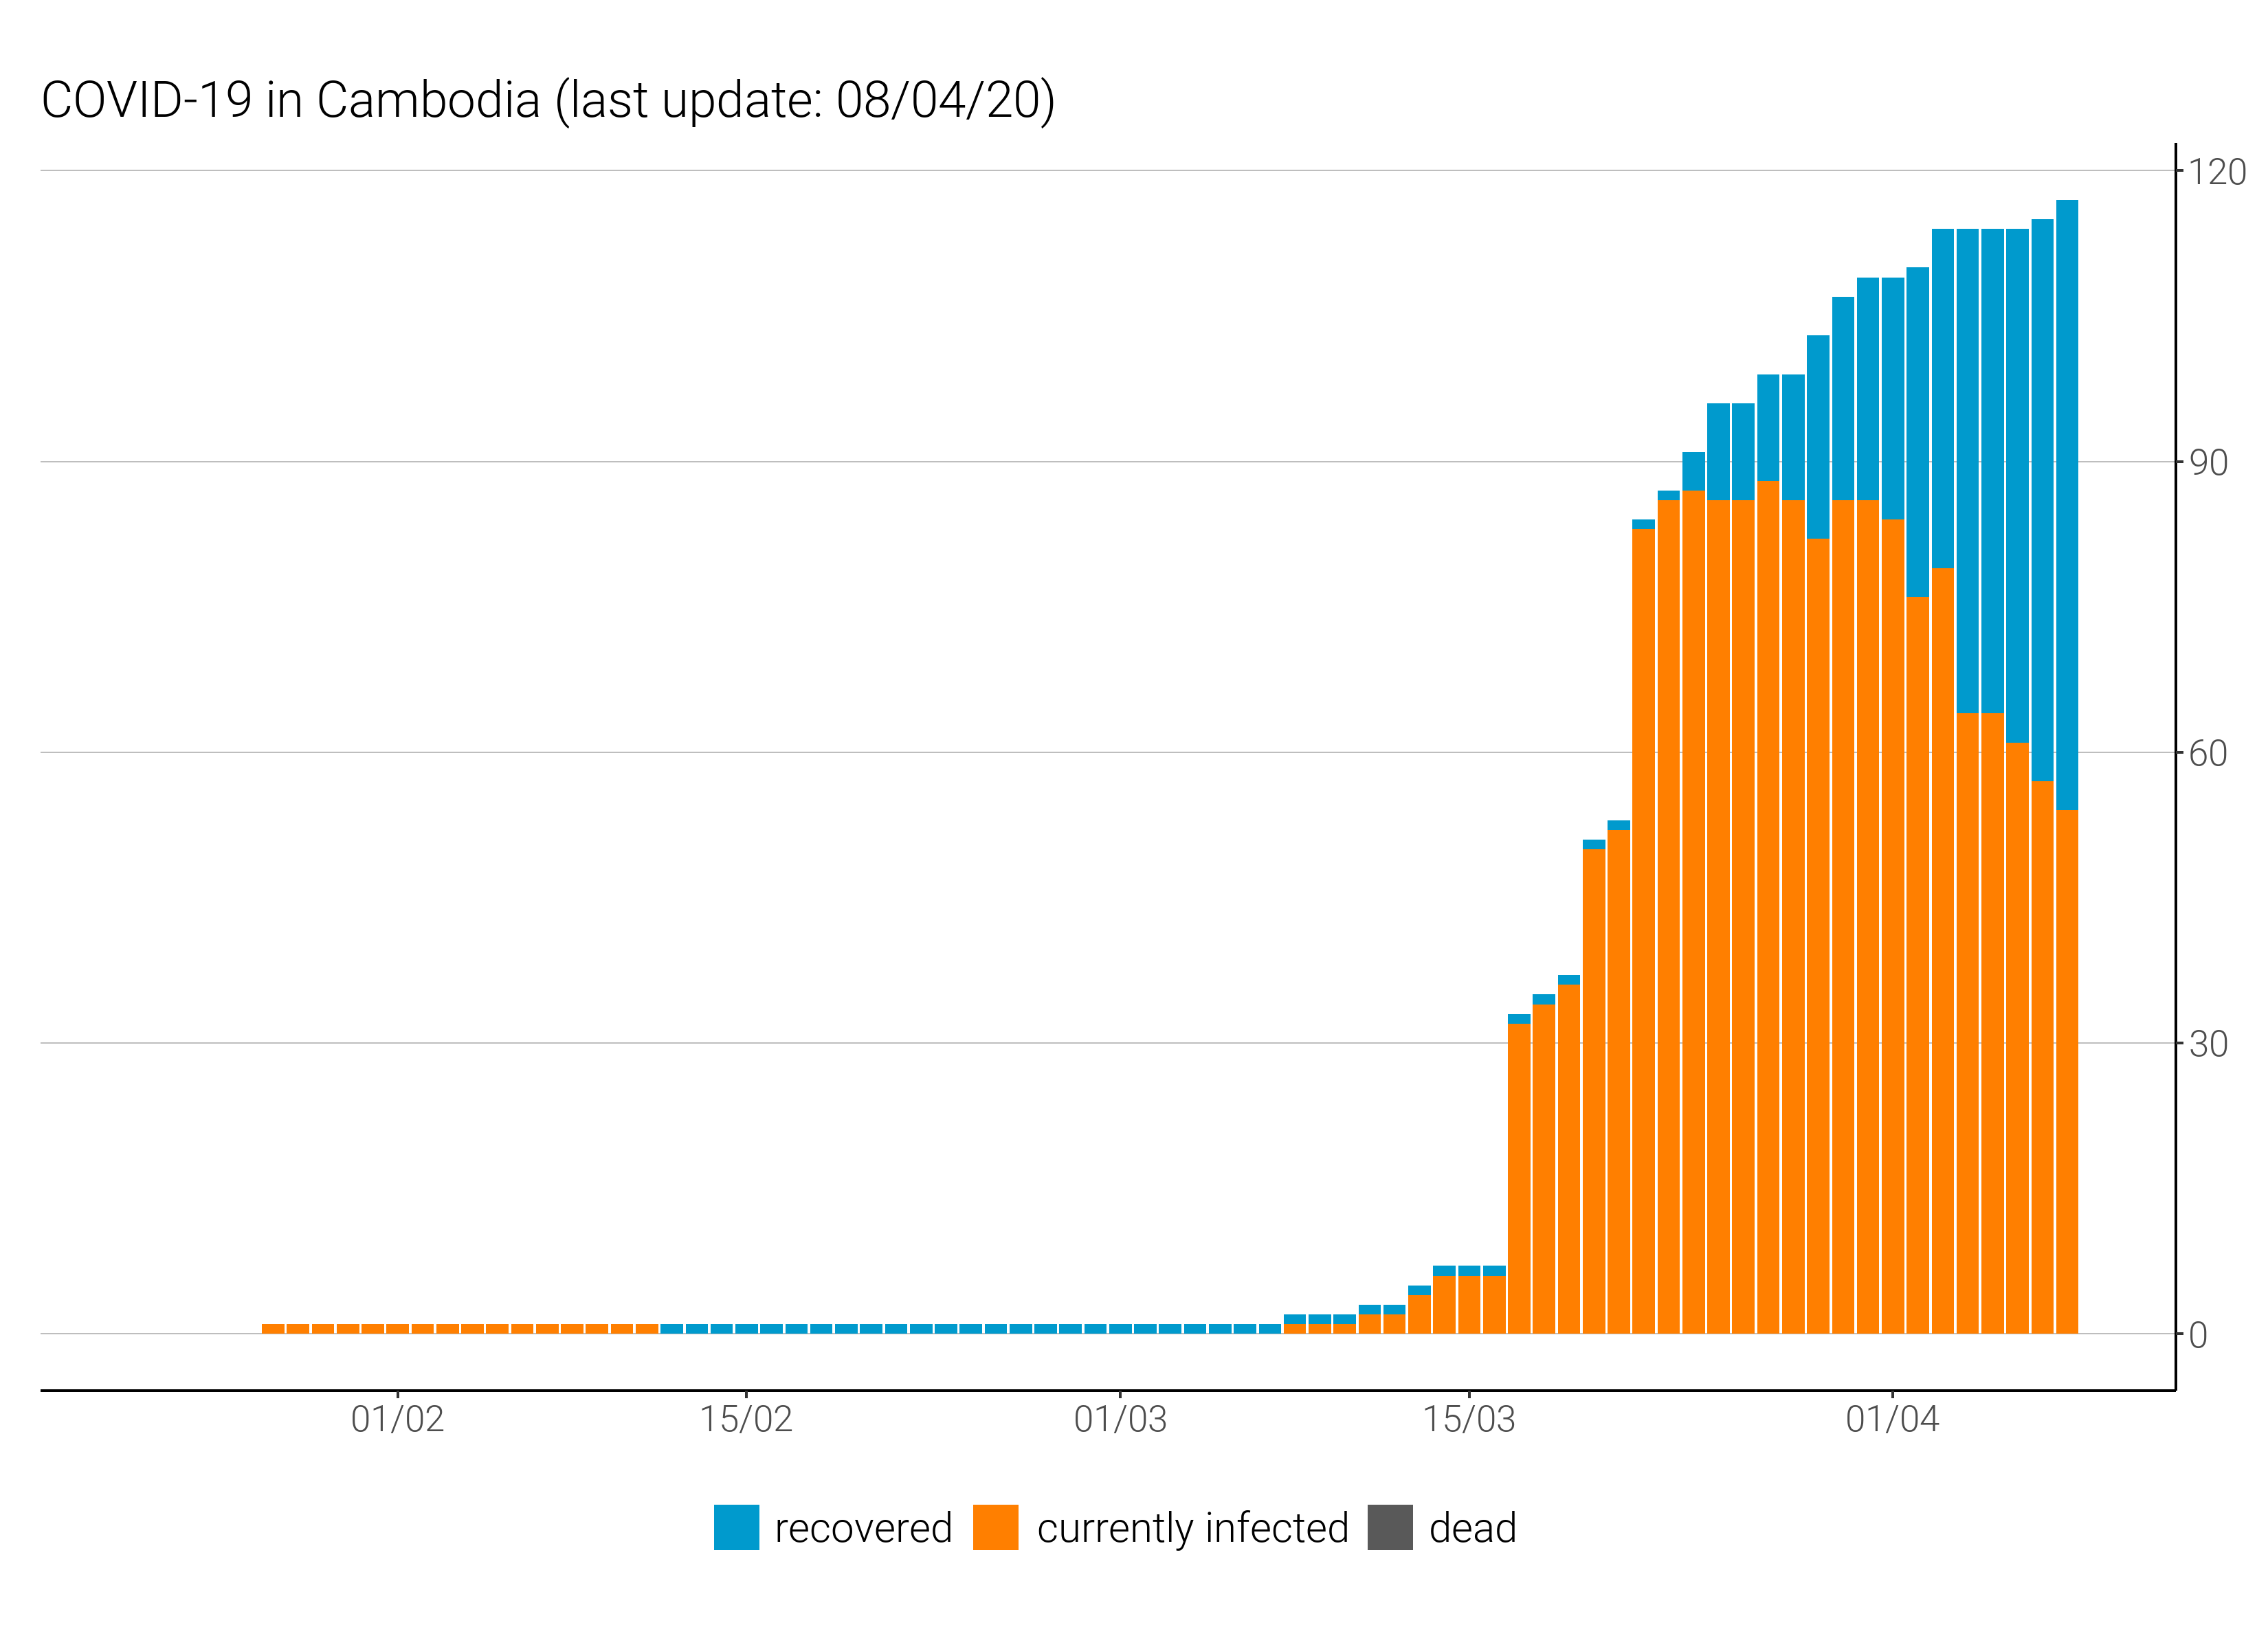 COVID-19 in Cambodia (last update: 08/04/20)
120
90
60
30
0
01/02 15/02 01/03 15/03 01/04
recovered currently infected dead